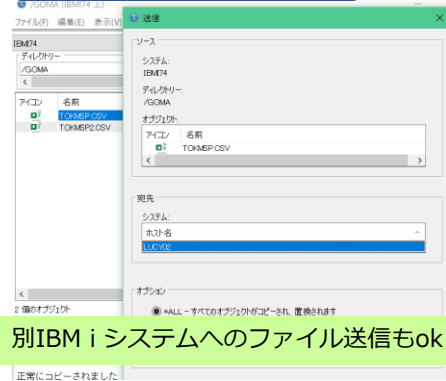 /GOMA (IBMI74 上)
ファイル(F) 編集(E) 表示(V)
IBMI74
ディレクトリー
/GOMA
アイコン 名前
TOKMSP.CSV
TOKMSP2.CSV
2 個のオブジェクト
正常にコピーされました
送信
ソース
システム:
IBMI74
ディレクトリー:
/GOMA
オブジェクト:
アイコン 名前
TOKMSP.CSV
宛先
システム:
ホスト名
LUCY02
オプション
*ALL - すべてのオブジェクトがコピーされ、置換されます
別IBM i システムへのファイル送信もok